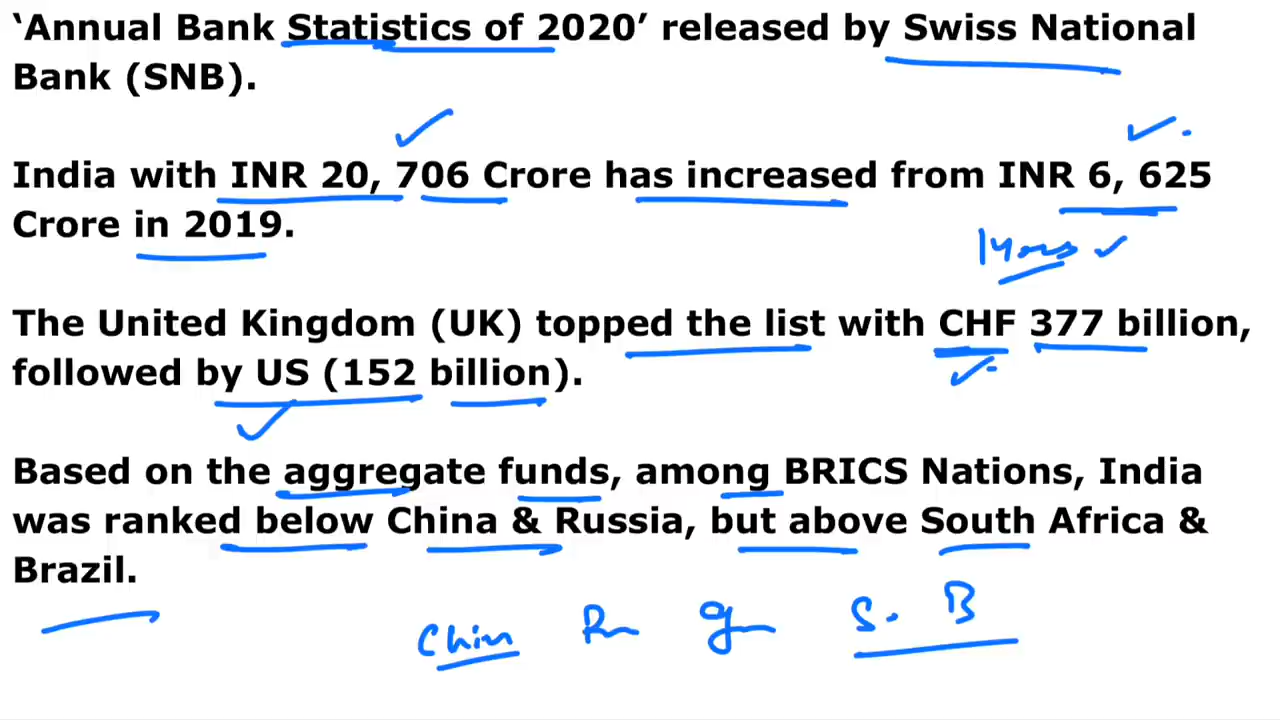 ‘Annual Bank Statistics of 2020’ released by Swiss National
Bank (SNB).
India with INR 20, 706 Crore has increased from INR 6, 625
Crore in 2019.
The United Kingdom (UK) topped the list with CHF 377 billion,
followed by US (152 billion).
Based on the aggregate funds, among BRICS Nations, India
was ranked below China & Russia, but above South Africa &
Brazil.
Chin S. B